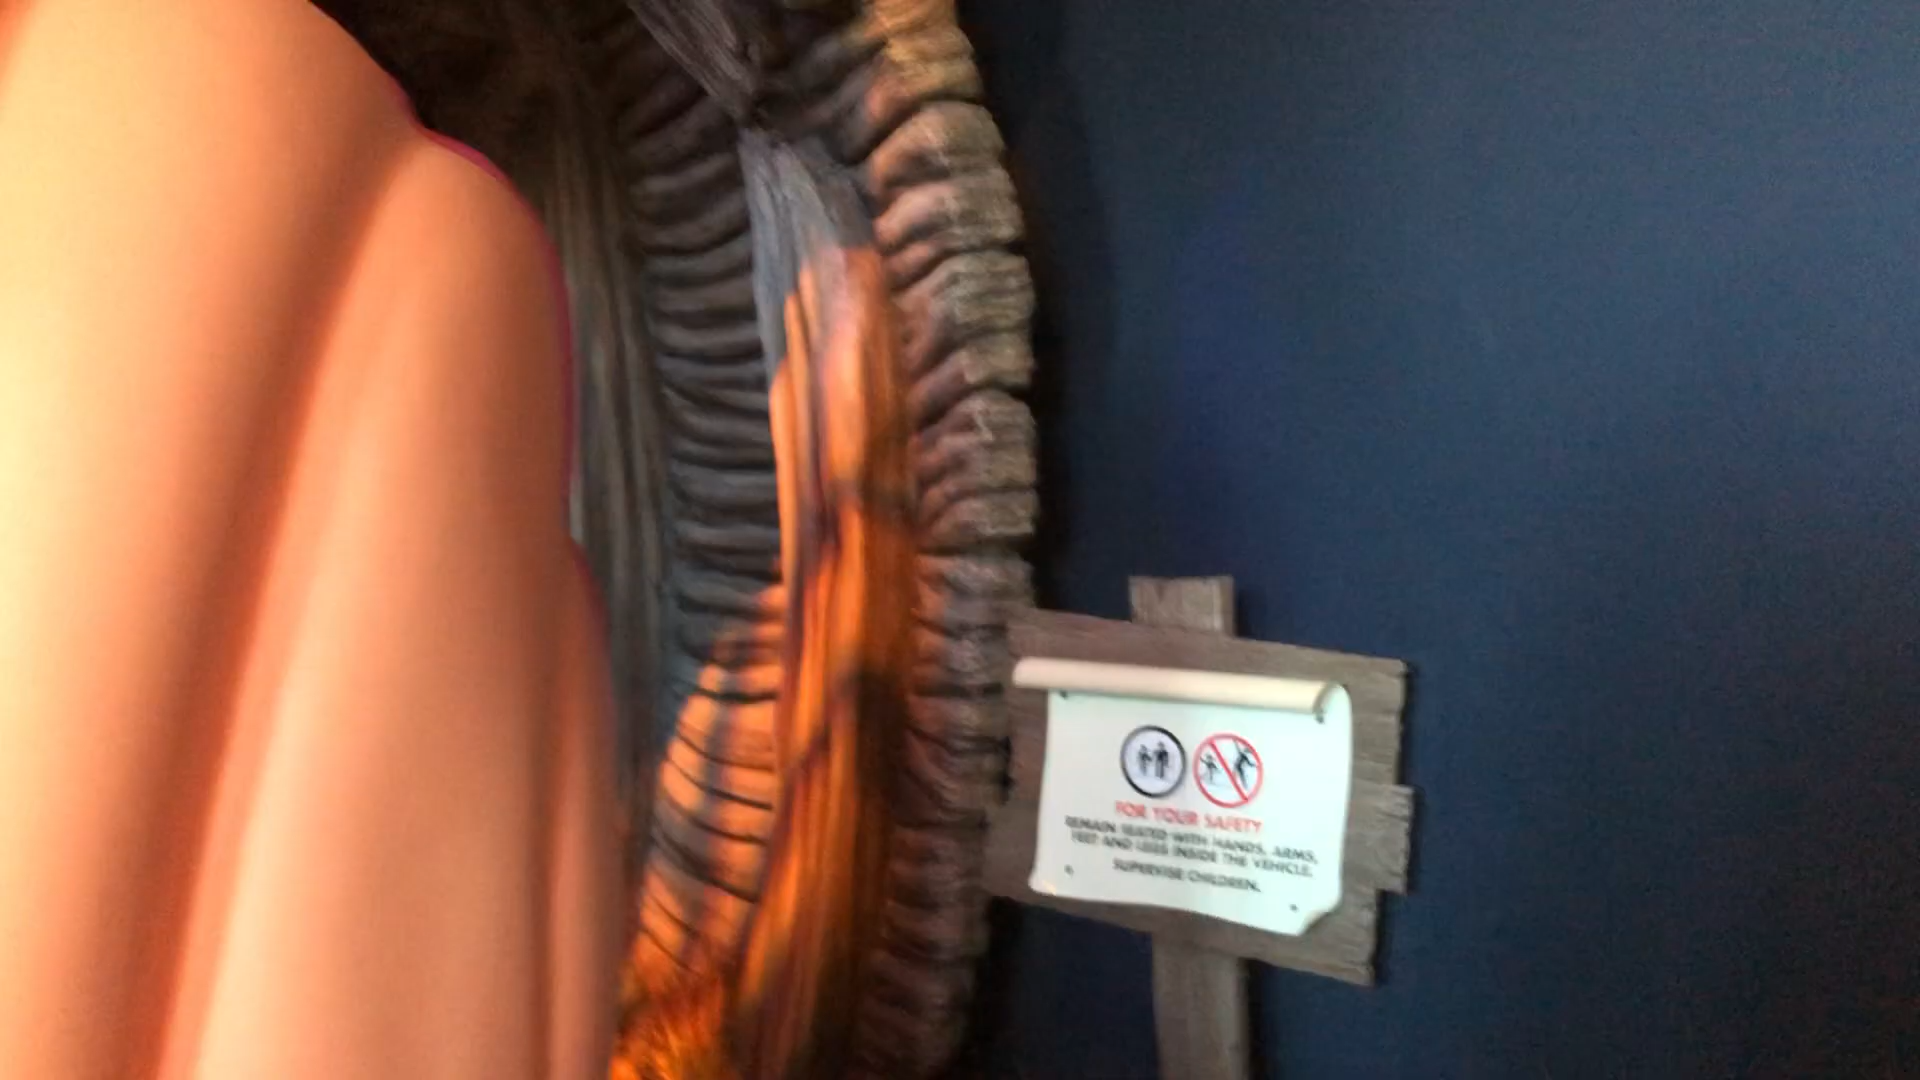 FOR YOUR SAFETY
REMAIN SEATED WITH HANDS, ARMS,
FEET AND LEGS INSIDE THE VEHICLE.
SUPERVISE CHILDREN.